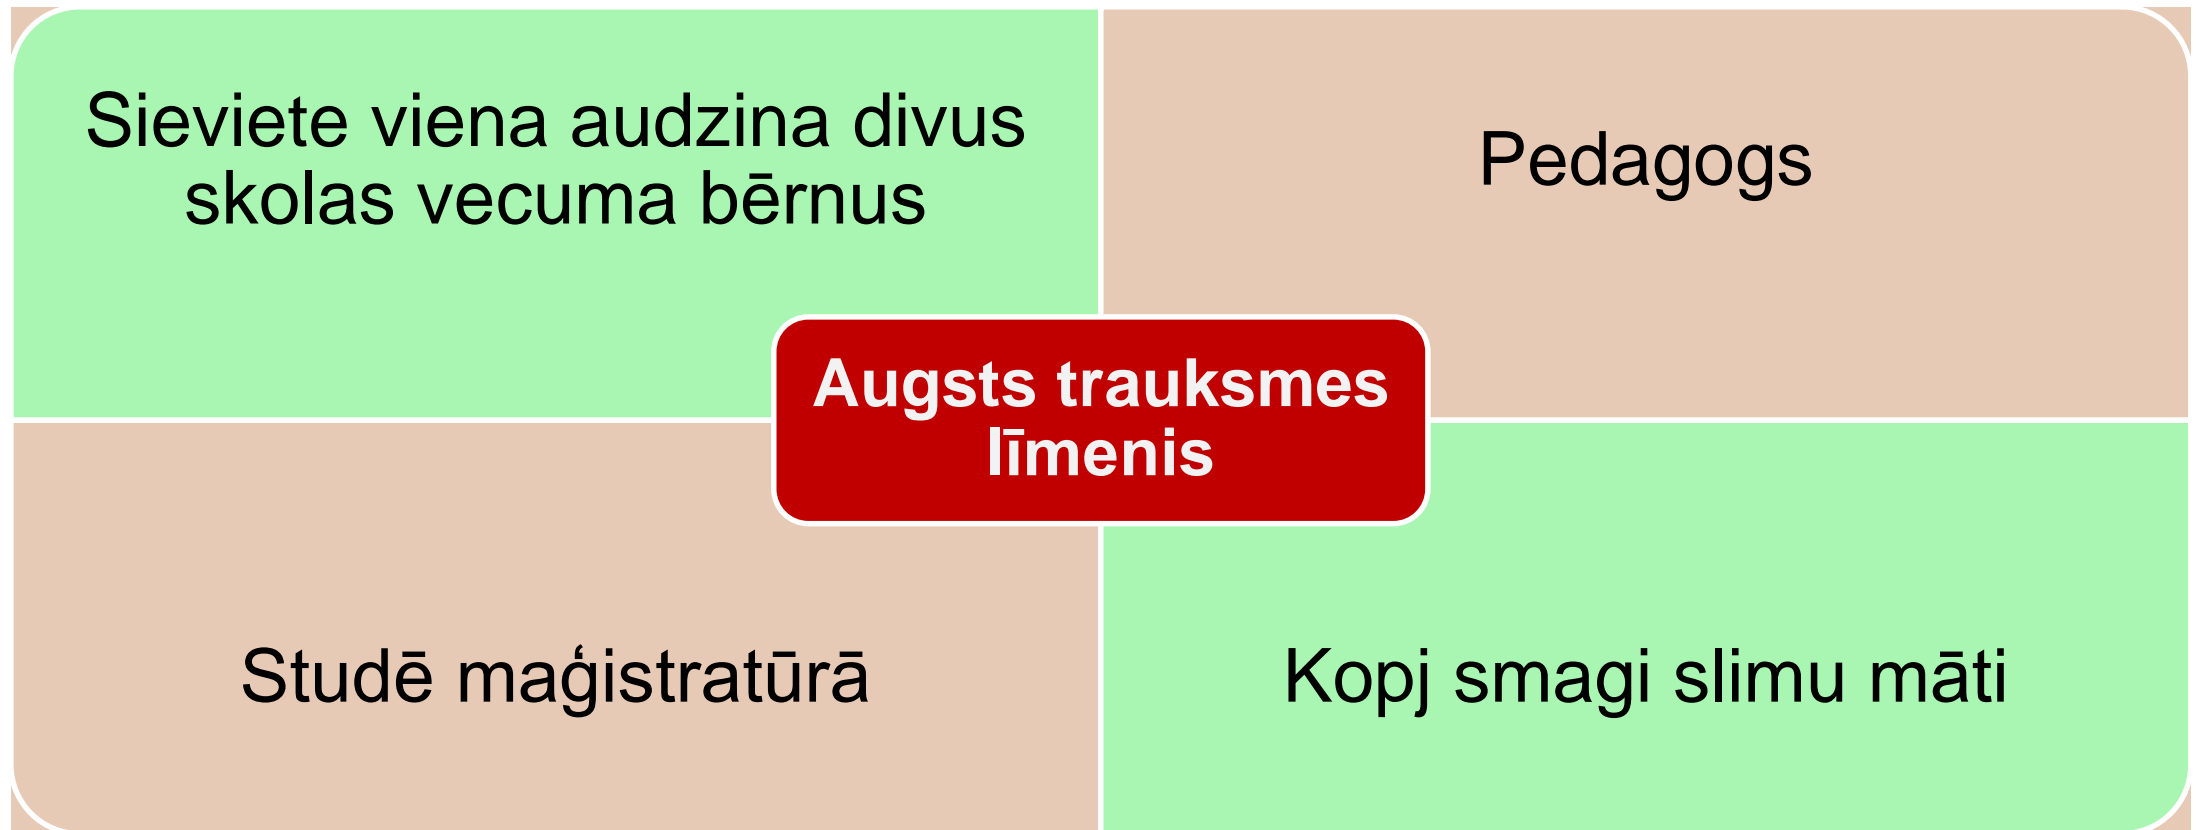 Sieviete viena audzina divus
skolas vecuma bērnus
Pedagogs
Augsts trauksmes
līmenis
Studē maģistratūrā
Kopj smagi slimu māti